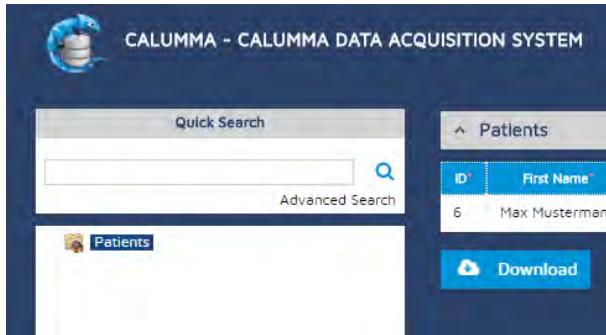 CALUMMA - CALUMMA DATA ACQUISITION SYSTEM
Quick Search
Advanced Search
Patients
Patients
ID* First Name*
6 Max Musterman
Download